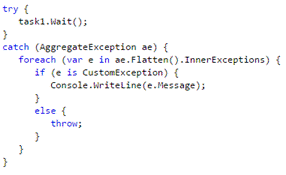 try {
   task1.Wait();
}
catch (AggregateException ae) {
   foreach (var e in ae.Flatten().InnerExceptions) {
      if (e is CustomException) {
         Console.WriteLine(e.Message);
      }
      else {
         throw;
      }
   }
}